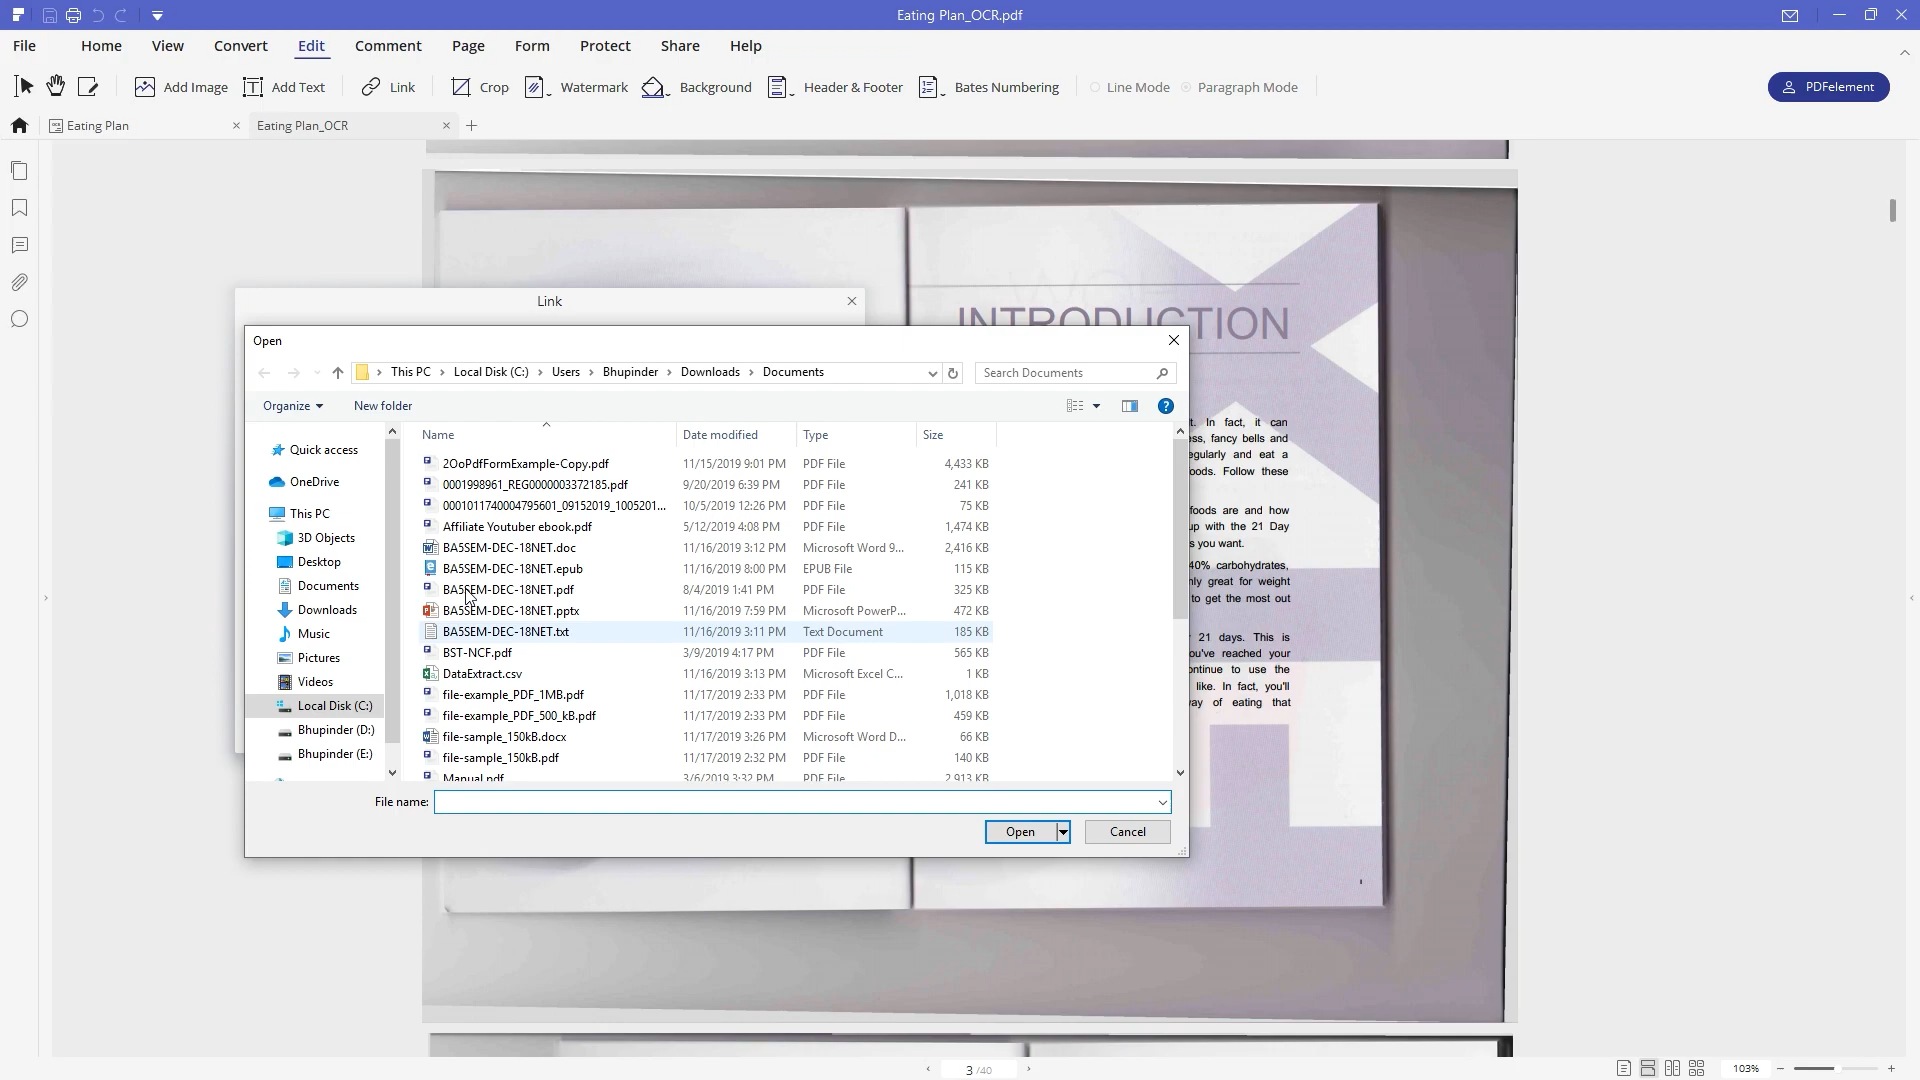 Eating Plan_OCR.pdf
File Home View Convert Edit Comment Page Form Protect Share Help
Add Image Add Text Link Crop Watermark Background Header & Footer Bates Numbering Line Mode Paragraph Mode PDFelement
Eating Plan Eating Plan_OCR
INTRODUCTION
Link
Open
This PC Local Disk (C:) Users Bhupinder Downloads Documents Search Documents
Organize New folder
Name Date modified Type Size
Quick access
OneDrive
This PC
3D Objects
Desktop
Documents
Downloads
Music
Pictures
Videos
Local Disk (C:)
Bhupinder (D:)
Bhupinder (E:)
2OoPdfFormExample-Copy.pdf 11/15/2019 9:01 PM PDF File 4,433 KB
0001998961_REG0000003372185.pdf 9/20/2019 6:39 PM PDF File 241 KB
0001011740004795601_09152019_1005201... 10/5/2019 12:26 PM PDF File 75 KB
Affiliate Youtuber ebook.pdf 5/12/2019 4:08 PM PDF File 1,474 KB
BA5SEM-DEC-18NET.doc 11/16/2019 3:12 PM Microsoft Word 9... 2,416 KB
BA5SEM-DEC-18NET.epub 11/16/2019 8:00 PM EPUB File 115 KB
BA5SEM-DEC-18NET.pdf 8/4/2019 1:41 PM PDF File 325 KB
BA5SEM-DEC-18NET.pptx 11/16/2019 7:59 PM Microsoft PowerP... 472 KB
BA5SEM-DEC-18NET.txt 11/16/2019 3:11 PM Text Document 185 KB
BST-NCF.pdf 3/9/2019 4:17 PM PDF File 565 KB
DataExtract.csv 11/16/2019 3:13 PM Microsoft Excel C... 1 KB
file-example_PDF_1MB.pdf 11/17/2019 2:33 PM PDF File 1,018 KB
file-example_PDF_500_kB.pdf 11/17/2019 2:33 PM PDF File 459 KB
file-sample_150kB.docx 11/17/2019 3:26 PM Microsoft Word D... 66 KB
file-sample_150kB.pdf 11/17/2019 2:32 PM PDF File 140 KB
Manual.pdf 3/6/2019 3:32 PM PDF File 2,913 KB
File name:
Open Cancel
t. In fact, it can
ss, fancy bells and
egularly and eat a
oods. Follow these
foods are and how
up with the 21 Day
s you want.
40% carbohydrates,
nly great for weight
to get the most out
21 days. This is
ou've reached your
ontinue to use the
like. In fact, you'll
ay of eating that
3 /40 103%